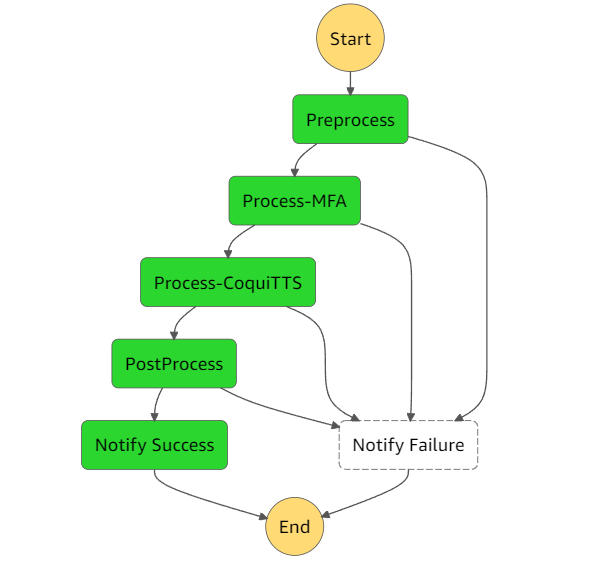 Start
Preprocess
Process-MFA
Process-CoquiTTS
PostProcess
Notify Success
Notify Failure
End